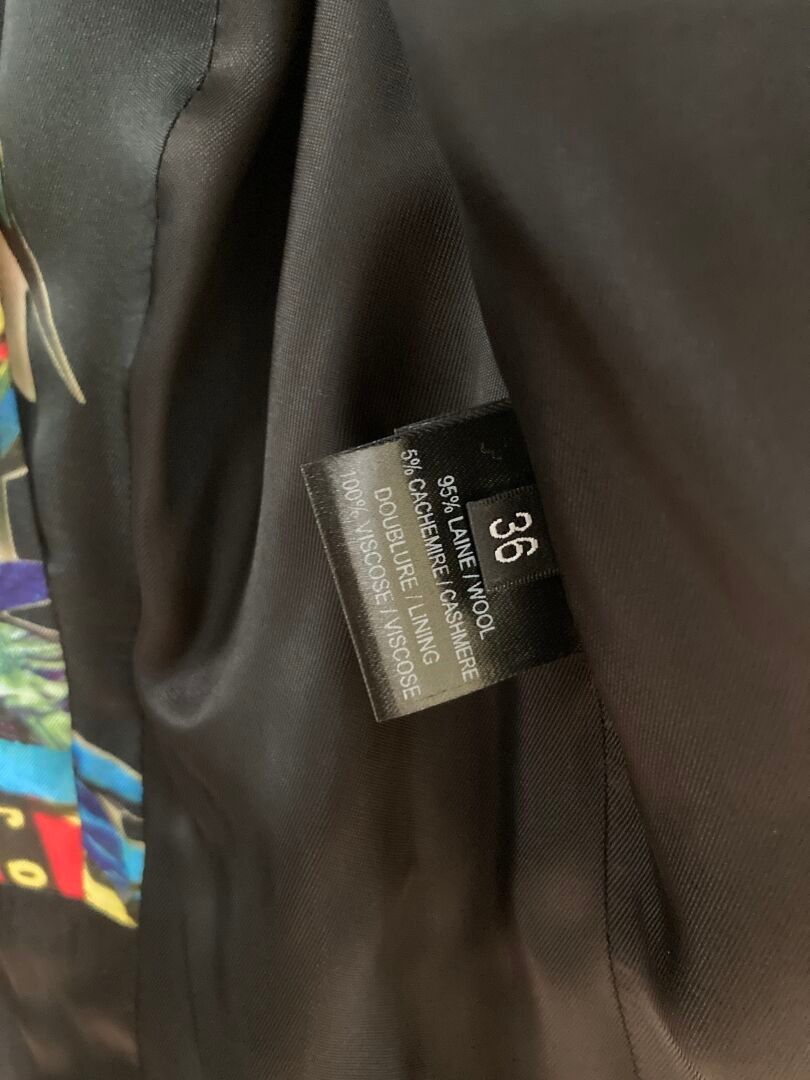 36
95% LAINE / WOOL
5% CACHEMIRE / CASHMERE
DOUBLURE / LINING
100% VISCOSE / VISCOSE